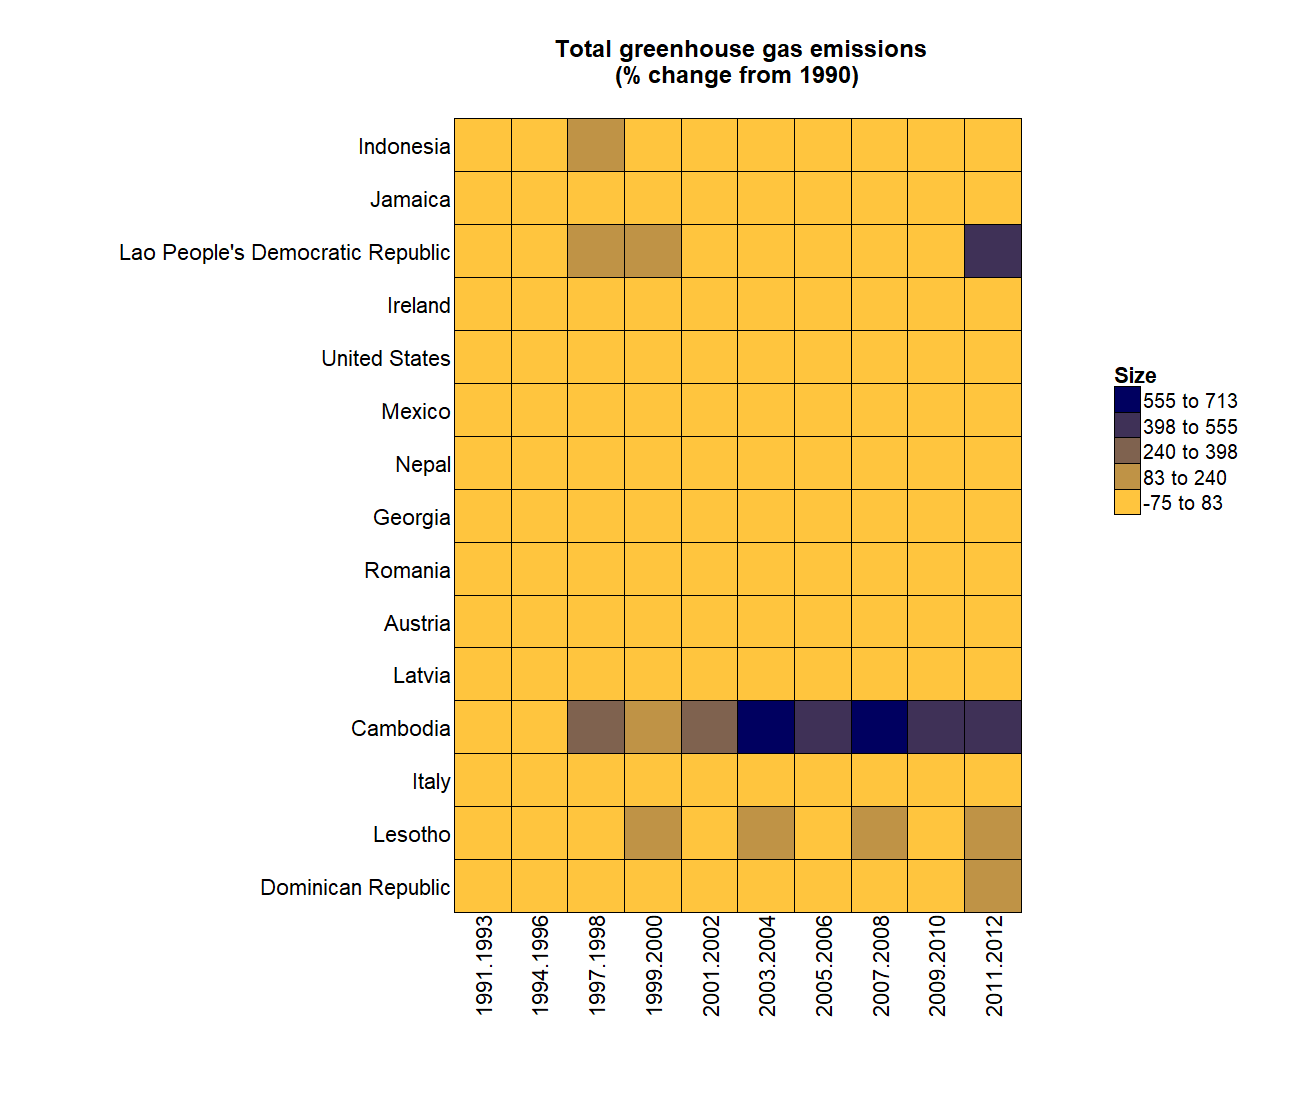 Total greenhouse gas emissions
(% change from 1990)
Indonesia
Jamaica
Lao People's Democratic Republic
Ireland
United States
Mexico
Nepal
Georgia
Romania
Austria
Latvia
Cambodia
Italy
Lesotho
Dominican Republic
1991.1993
1994.1996
1997.1998
1999.2000
2001.2002
2003.2004
2005.2006
2007.2008
2009.2010
2011.2012
Size
555 to 713
398 to 555
240 to 398
83 to 240
-75 to 83